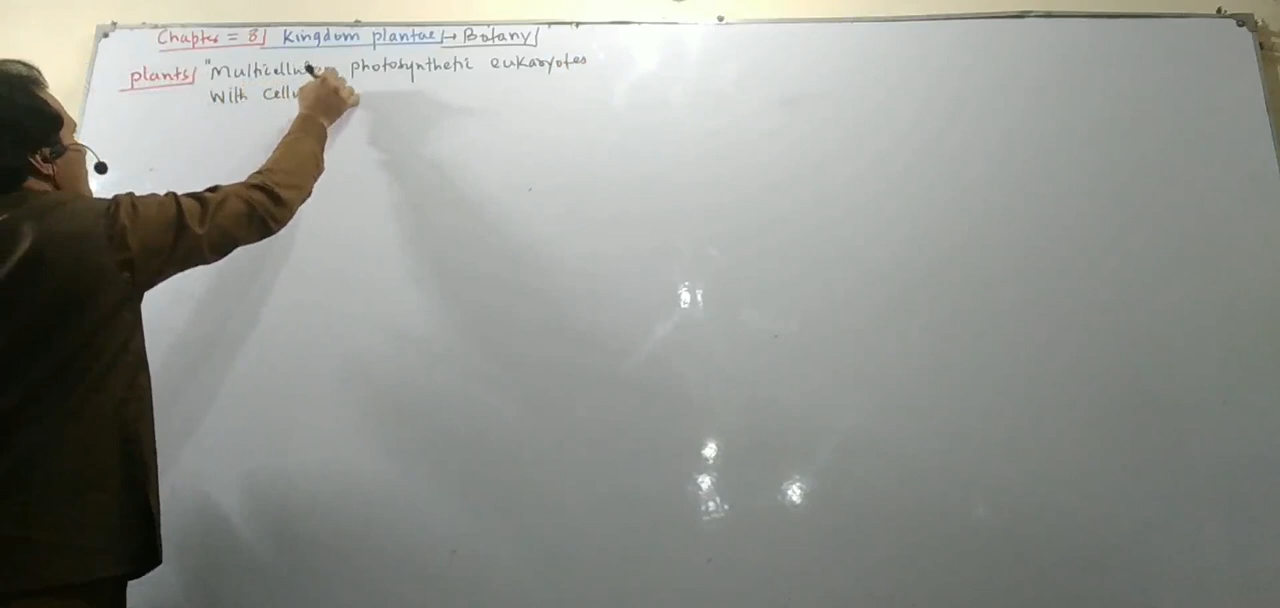 Chapter = 8/ Kingdom plantae/→ Botany/
plants/ "Multicellular photosynthetic eukaryotes
With Cellu